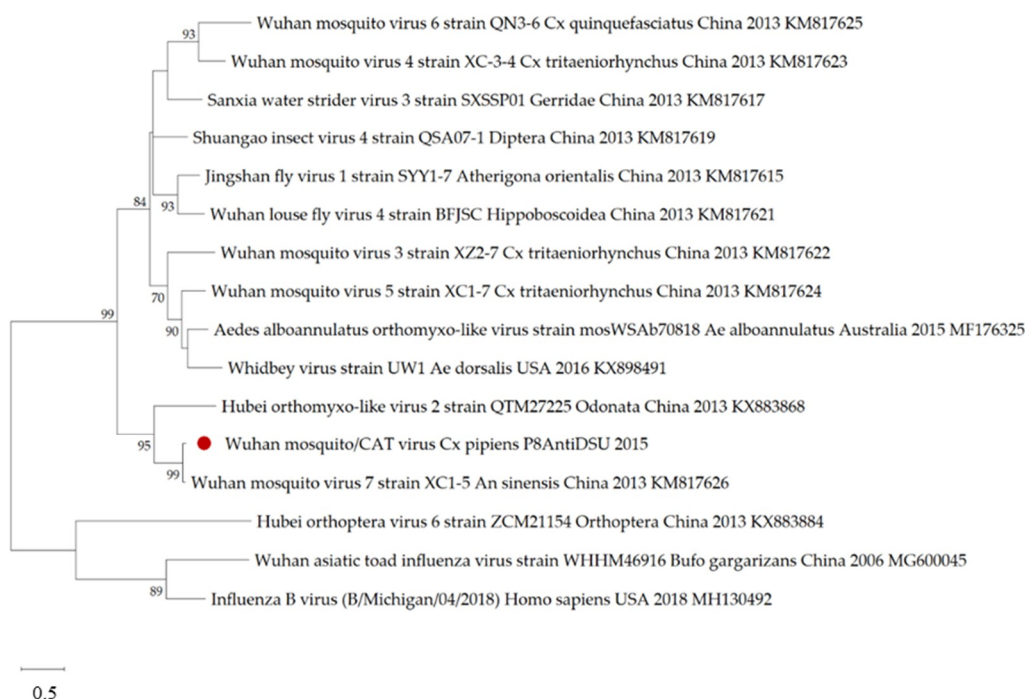 Wuhan mosquito virus 6 strain QN3-6 Cx quinquefasciatus China 2013 KM817625
93
Wuhan mosquito virus 4 strain XC-3-4 Cx tritaeniorhynchus China 2013 KM817623
Sanxia water strider virus 3 strain SXSSP01 Gerridae China 2013 KM817617
Shuangao insect virus 4 strain QSA07-1 Diptera China 2013 KM817619
Jingshan fly virus 1 strain SYY1-7 Atherigona orientalis China 2013 KM817615
84
93
Wuhan louse fly virus 4 strain BFJSC Hippoboscoidea China 2013 KM817621
Wuhan mosquito virus 3 strain XZ2-7 Cx tritaeniorhynchus China 2013 KM817622
70
Wuhan mosquito virus 5 strain XC1-7 Cx tritaeniorhynchus China 2013 KM817624
99
90
Aedes alboannulatus orthomyxo-like virus strain mosWSAb70818 Ae alboannulatus Australia 2015 MF176325
Whidbey virus strain UW1 Ae dorsalis USA 2016 KX898491
Hubei orthomyxo-like virus 2 strain QTM27225 Odonata China 2013 KX883868
95
Wuhan mosquito/CAT virus Cx pipiens P8AntiDSU 2015
99
Wuhan mosquito virus 7 strain XC1-5 An sinensis China 2013 KM817626
Hubei orthoptera virus 6 strain ZCM21154 Orthoptera China 2013 KX883884
Wuhan asiatic toad influenza virus strain WHHM46916 Bufo gargarizans China 2006 MG600045
89
Influenza B virus (B/Michigan/04/2018) Homo sapiens USA 2018 MH130492
0.5